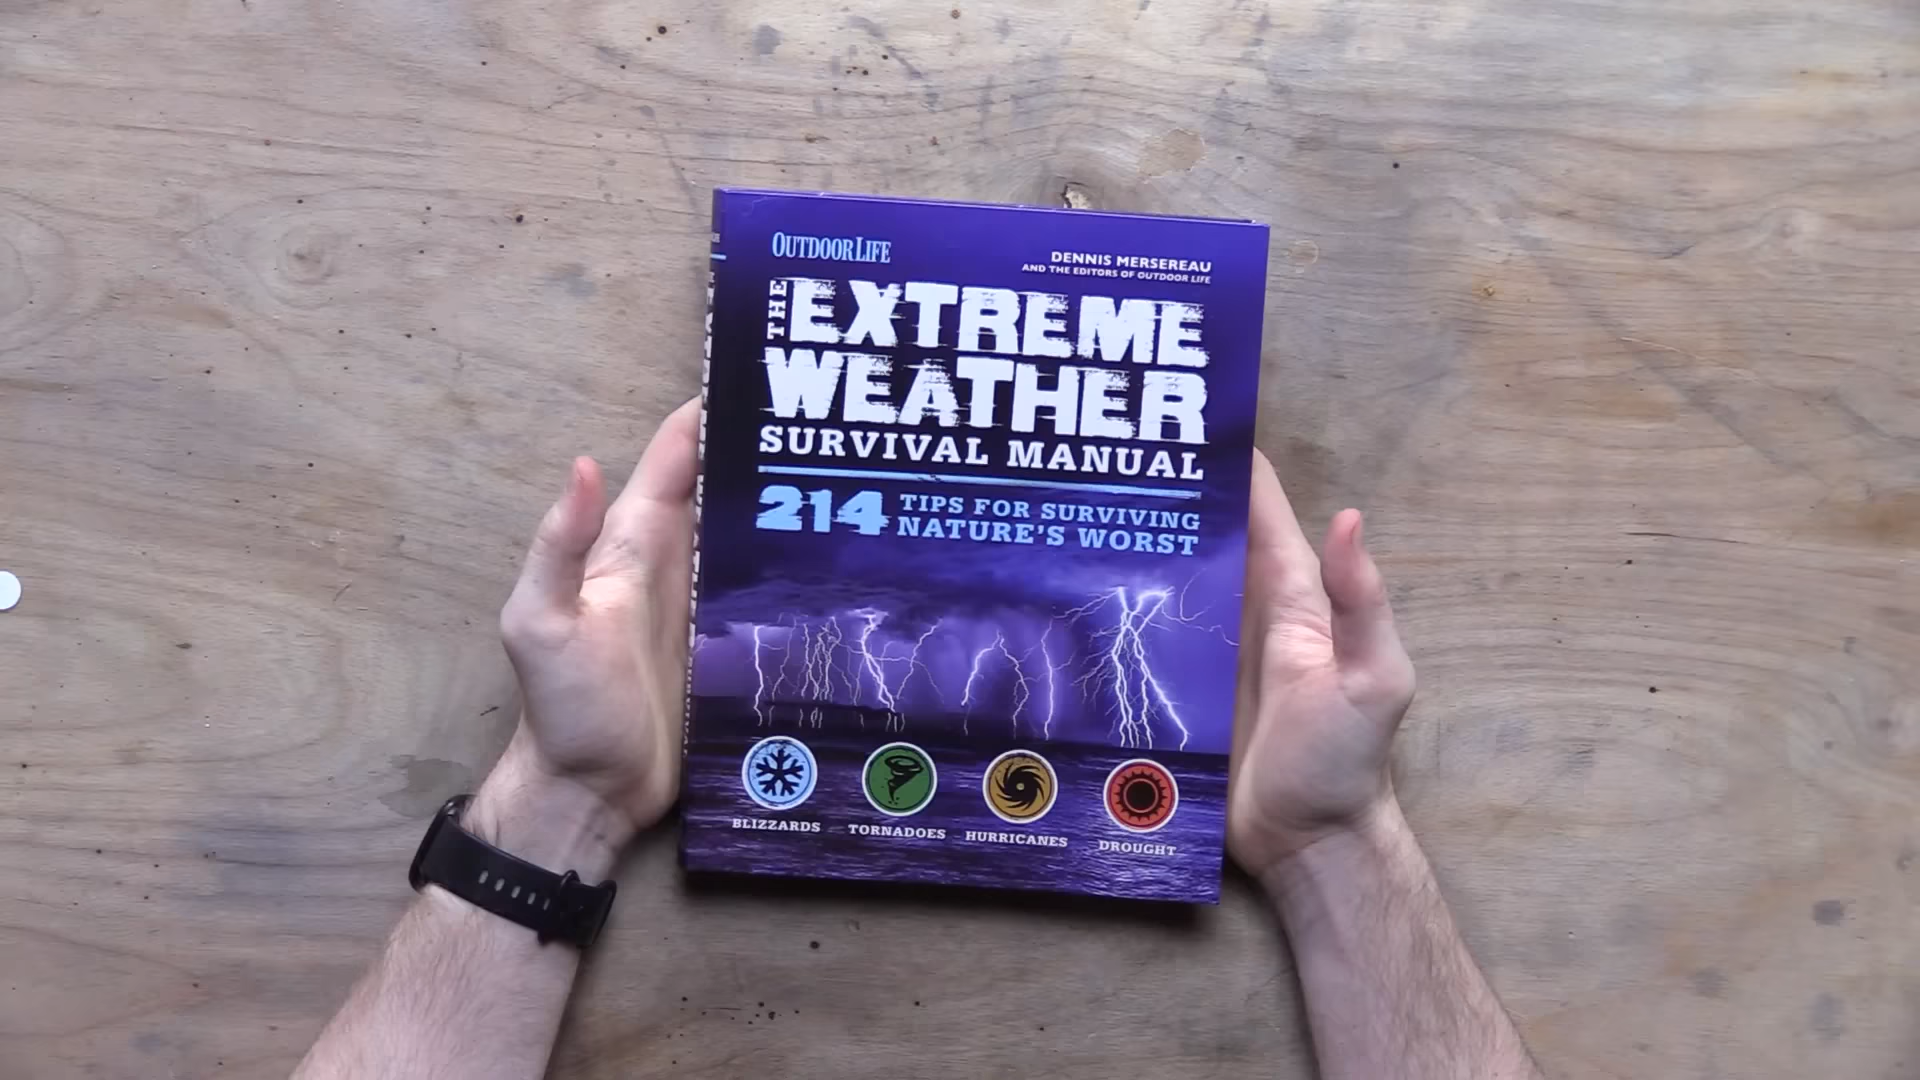 OUTDOOR LIFE
DENNIS MERSEREAU
AND THE EDITORS OF OUTDOOR LIFE
THE EXTREME
WEATHER
SURVIVAL MANUAL
214 TIPS FOR SURVIVING
NATURE'S WORST
BLIZZARDS TORNADOES HURRICANES DROUGHT